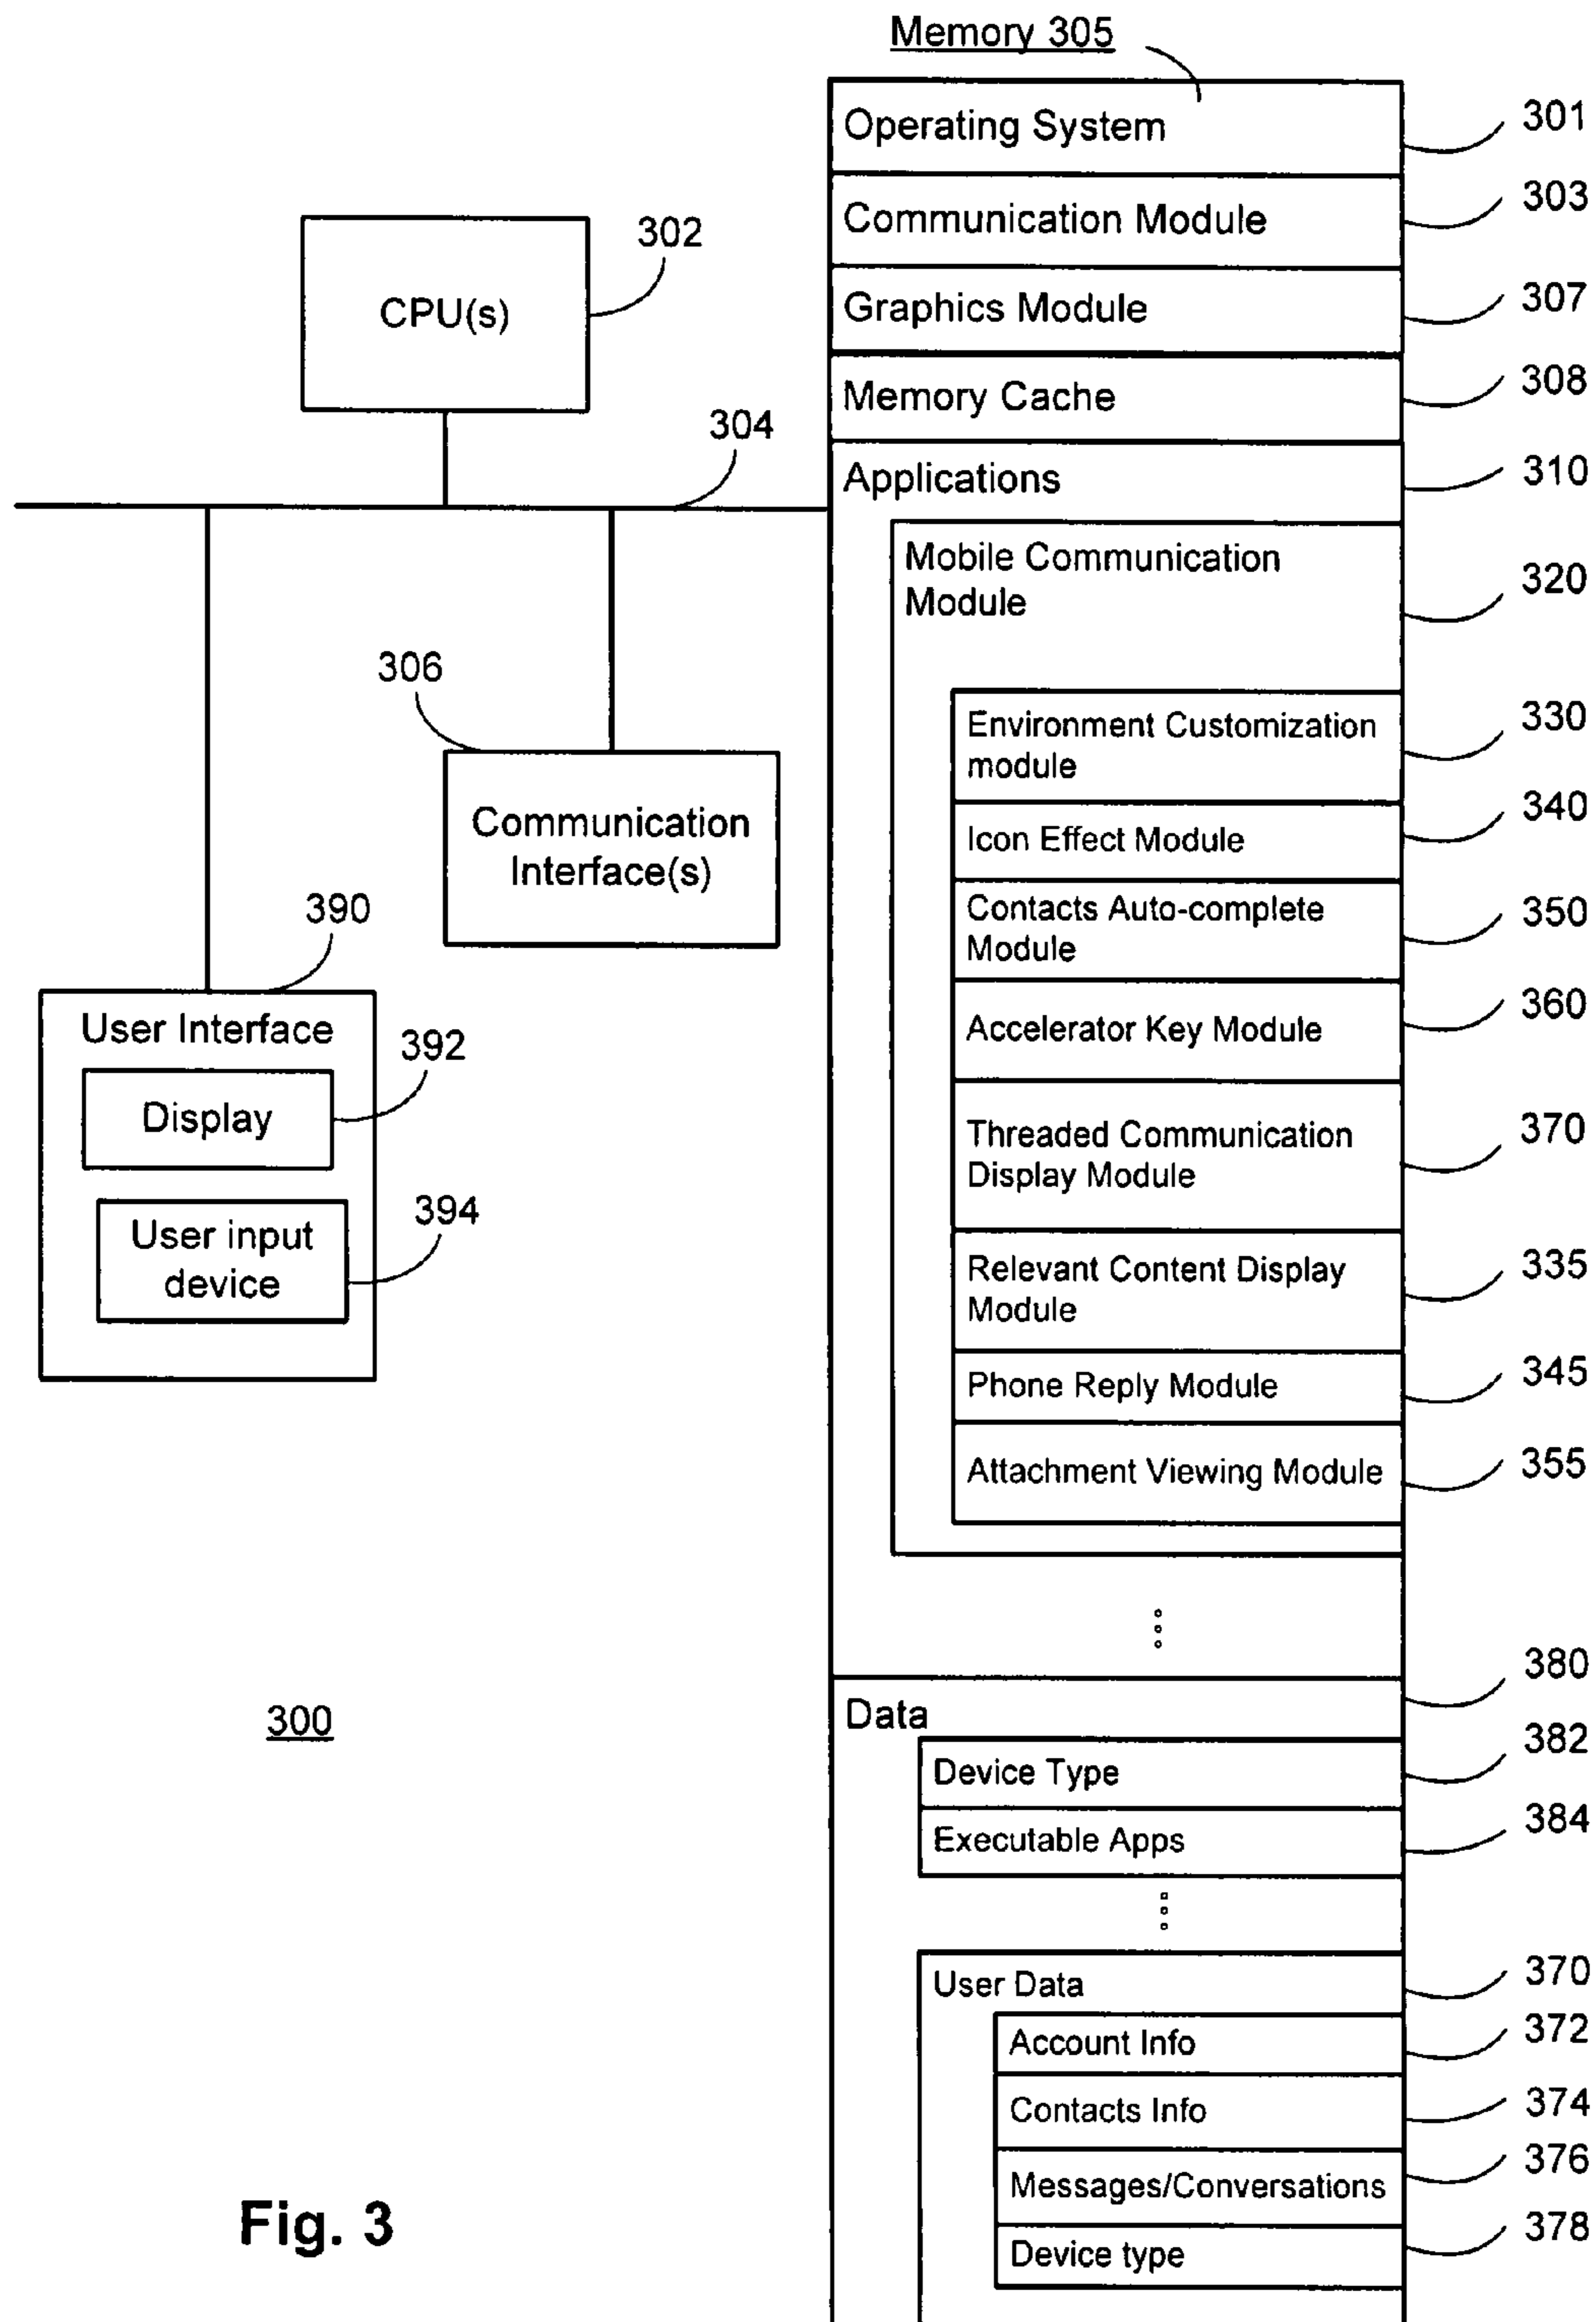 Memory 305
Operating System
301
Communication Module
303
Graphics Module
307
Memory Cache
308
Applications
310
Mobile Communication
Module
320
Environment Customization
module
330
Icon Effect Module
340
Contacts Auto-complete
Module
350
Accelerator Key Module
360
Threaded Communication
Display Module
370
Relevant Content Display
Module
335
Phone Reply Module
345
Attachment Viewing Module
355
Data
380
Device Type
382
Executable Apps
384
User Data
370
Account Info
372
Contacts Info
374
Messages/Conversations
376
Device type
378
CPU(s)
302
304
306
Communication
Interface(s)
390
User Interface
392
Display
394
User input
device
300
Fig. 3